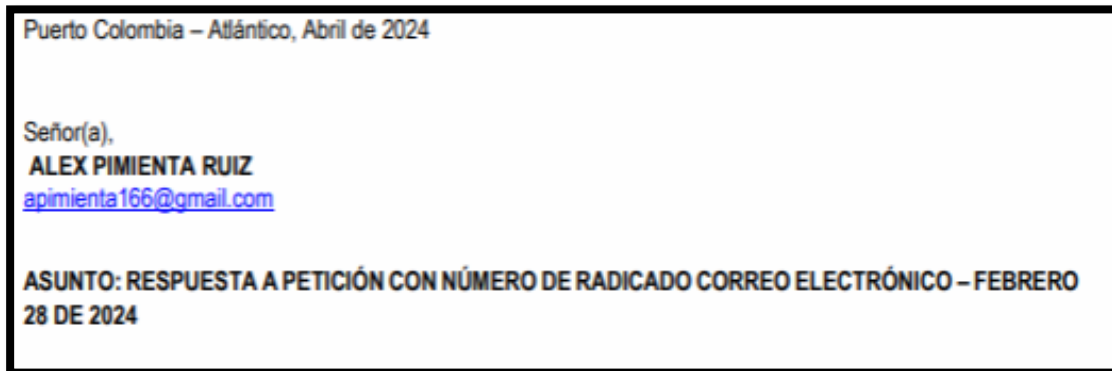 Puerto Colombia – Atlántico, Abril de 2024
Señor(a),
ALEX PIMIENTA RUIZ
apimienta166@gmail.com
ASUNTO: RESPUESTA A PETICIÓN CON NÚMERO DE RADICADO CORREO ELECTRÓNICO – FEBRERO
28 DE 2024